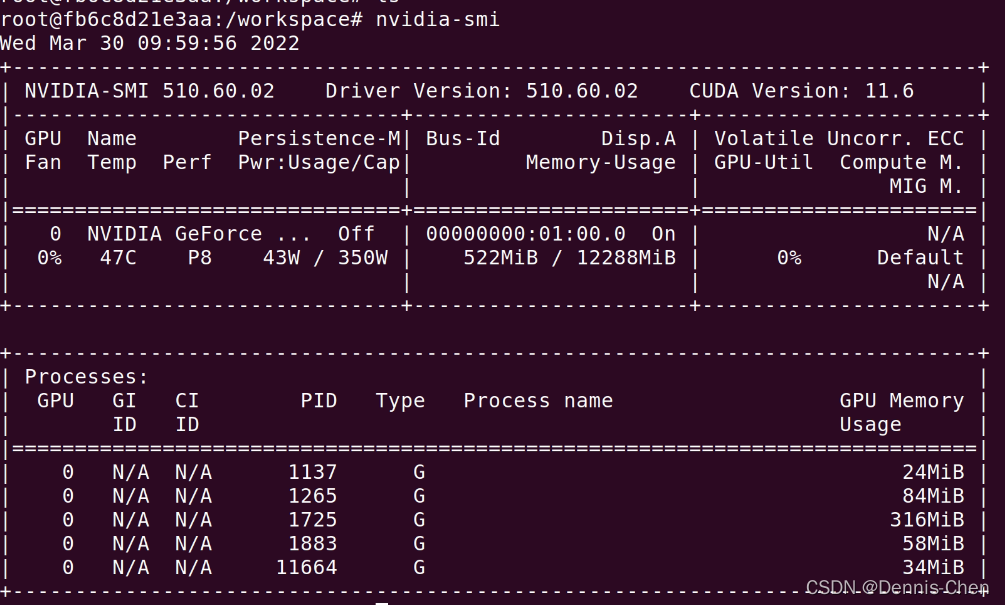 root@fb6c8d21e3aa:/workspace# ls
root@fb6c8d21e3aa:/workspace# nvidia-smi
Wed Mar 30 09:59:56 2022
+-----------------------------------------------------------------------------+
| NVIDIA-SMI 510.60.02    Driver Version: 510.60.02    CUDA Version: 11.6     |
|-------------------------------+----------------------+----------------------+
| GPU  Name        Persistence-M| Bus-Id        Disp.A | Volatile Uncorr. ECC |
| Fan  Temp  Perf  Pwr:Usage/Cap|         Memory-Usage | GPU-Util  Compute M. |
|                               |                      |               MIG M. |
|===============================+======================+======================|
|   0  NVIDIA GeForce ...  Off  | 00000000:01:00.0  On |                  N/A |
|  0%   47C    P8    43W / 350W |    522MiB / 12288MiB |      0%      Default |
|                               |                      |                  N/A |
+-------------------------------+----------------------+----------------------+
+-----------------------------------------------------------------------------+
| Processes:                                                                  |
|  GPU   GI   CI        PID   Type   Process name                  GPU Memory |
|        ID   ID                                                   Usage      |
|=============================================================================|
|    0   N/A  N/A      1137      G                                      24MiB |
|    0   N/A  N/A      1265      G                                      84MiB |
|    0   N/A  N/A      1725      G                                     316MiB |
|    0   N/A  N/A      1883      G                                      58MiB |
|    0   N/A  N/A     11664      G                                      34MiB |
+-----------------------------------------------------------------------------+
CSDN @Dennis-Chen